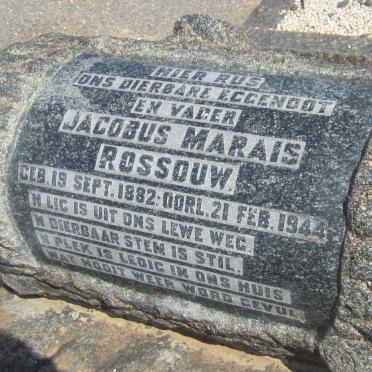 HIER RUS
ONS DIERBARE EGGENOOT
EN VADER
JACOBUS MARAIS
ROSSOUW.
GEB. 19 SEPT. 1882: OORL. 21 FEB. 1944
'N LIG IS UIT ONS LEWE WEG.
'N DIERBAAR STEM IS STIL,
'N PLEK IS LEDIG IN ONS HUIS
WAT NOOIT WEER WORD GEVUL